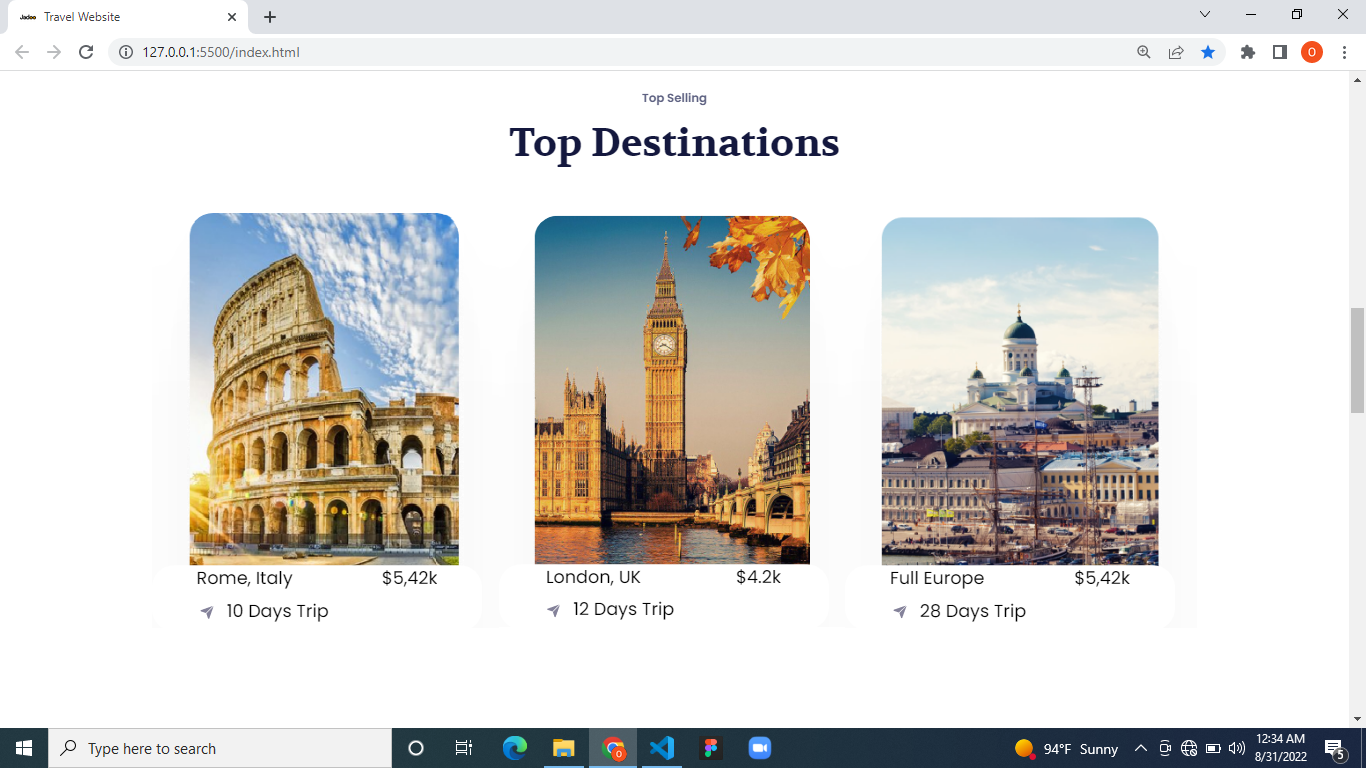 Jadoo Travel Website
127.0.0.1:5500/index.html
O
Top Selling
Top Destinations
Rome, Italy $5,42k
10 Days Trip
London, UK $4.2k
12 Days Trip
Full Europe $5,42k
28 Days Trip
Type here to search
O
94°F Sunny
12:34 AM
8/31/2022
5